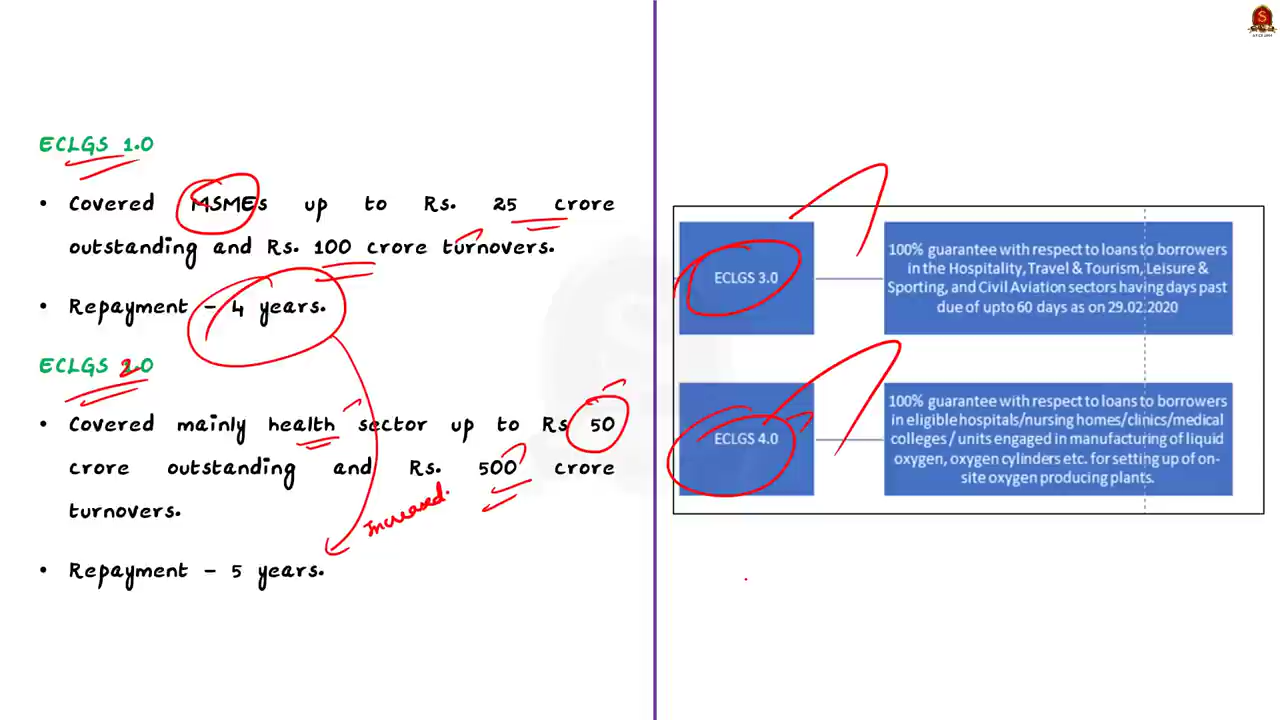 ECLGS 1.0
• Covered MSMEs up to Rs. 25 crore
outstanding and Rs. 100 crore turnovers.
• Repayment – 4 years.
ECLGS 2.0
• Covered mainly health sector up to Rs 50
crore outstanding and Rs. 500 crore
turnovers.
Increased.
• Repayment – 5 years.
ECLGS 3.0
100% guarantee with respect to loans to borrowers
in the Hospitality, Travel & Tourism, Leisure &
Sporting, and Civil Aviation sectors having days past
due of upto 60 days as on 29.02.2020
ECLGS 4.0
100% guarantee with respect to loans to borrowers
in eligible hospitals/nursing homes/clinics/medical
colleges / units engaged in manufacturing of liquid
oxygen, oxygen cylinders etc. for setting up of on-
site oxygen producing plants.